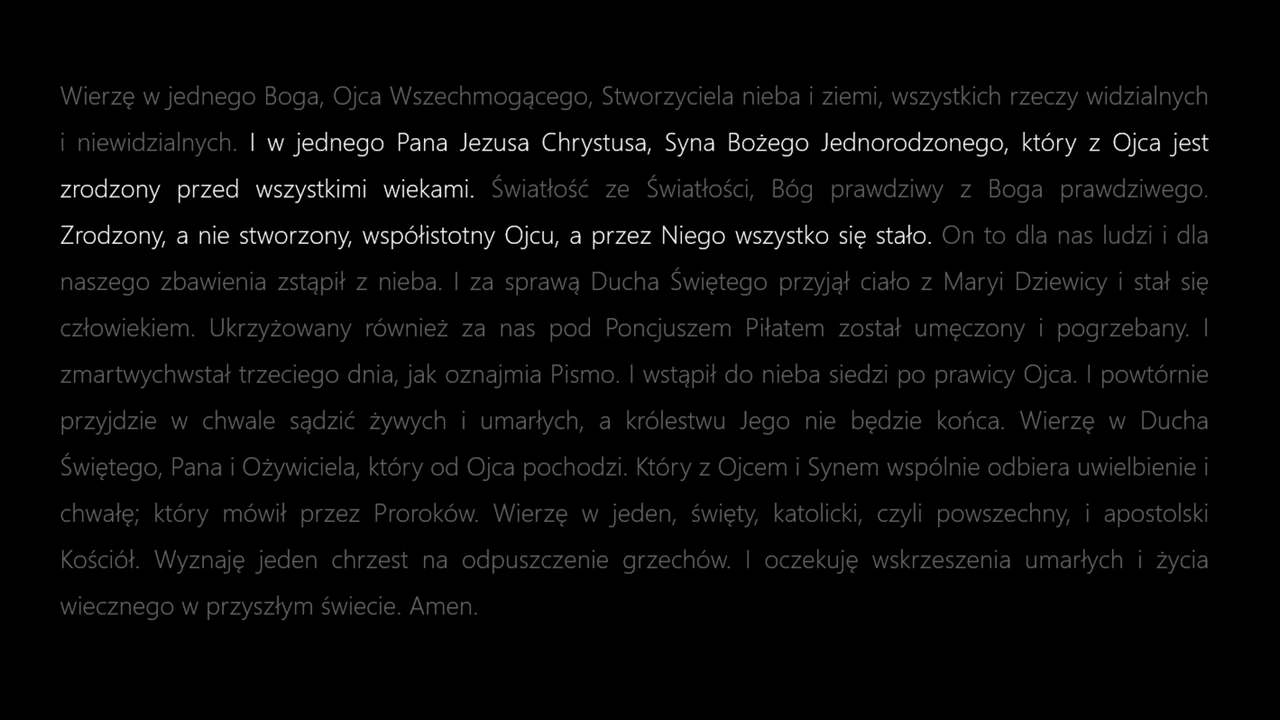 Wierzę w jednego Boga, Ojca Wszechmogącego, Stworzyciela nieba i ziemi, wszystkich rzeczy widzialnych
i niewidzialnych. I w jednego Pana Jezusa Chrystusa, Syna Bożego Jednorodzonego, który z Ojca jest
zrodzony przed wszystkimi wiekami. Światłość ze Światłości, Bóg prawdziwy z Boga prawdziwego.
Zrodzony, a nie stworzony, współistotny Ojcu, a przez Niego wszystko się stało. On to dla nas ludzi i dla
naszego zbawienia zstąpił z nieba. I za sprawą Ducha Świętego przyjął ciało z Maryi Dziewicy i stał się
człowiekiem. Ukrzyżowany również za nas pod Poncjuszem Piłatem został umęczony i pogrzebany. I
zmartwychwstał trzeciego dnia, jak oznajmia Pismo. I wstąpił do nieba siedzi po prawicy Ojca. I powtórnie
przyjdzie w chwale sądzić żywych i umarłych, a królestwu Jego nie będzie końca. Wierzę w Ducha
Świętego, Pana i Ożywiciela, który od Ojca pochodzi. Który z Ojcem i Synem wspólnie odbiera uwielbienie i
chwałę; który mówił przez Proroków. Wierzę w jeden, święty, katolicki, czyli powszechny, i apostolski
Kościół. Wyznaję jeden chrzest na odpuszczenie grzechów. I oczekuję wskrzeszenia umarłych i życia
wiecznego w przyszłym świecie. Amen.